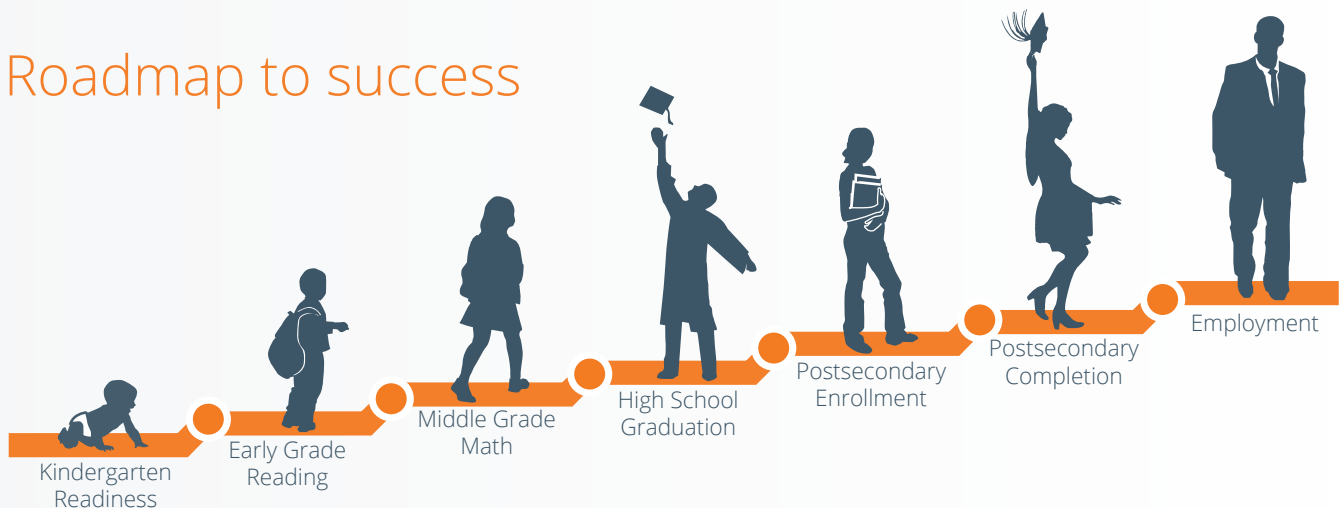 Roadmap to success
Kindergarten
Readiness
Early Grade
Reading
Middle Grade
Math
High School
Graduation
Postsecondary
Enrollment
Postsecondary
Completion
Employment